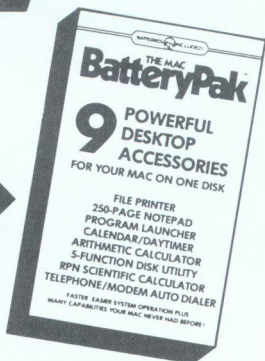 BATTERIES INCLUDED
THE MAC
BatteryPak™
9 POWERFUL
DESKTOP
ACCESSORIES
FOR YOUR MAC ON ONE DISK
FILE PRINTER
250-PAGE NOTEPAD
PROGRAM LAUNCHER
CALENDAR/DAYTIMER
ARITHMETIC CALCULATOR
5-FUNCTION DISK UTILITY
RPN SCIENTIFIC CALCULATOR
TELEPHONE/MODEM AUTO DIALER
FASTER EASIER SYSTEM OPERATION PLUS
MANY CAPABILITIES YOUR MAC NEVER HAD BEFORE!